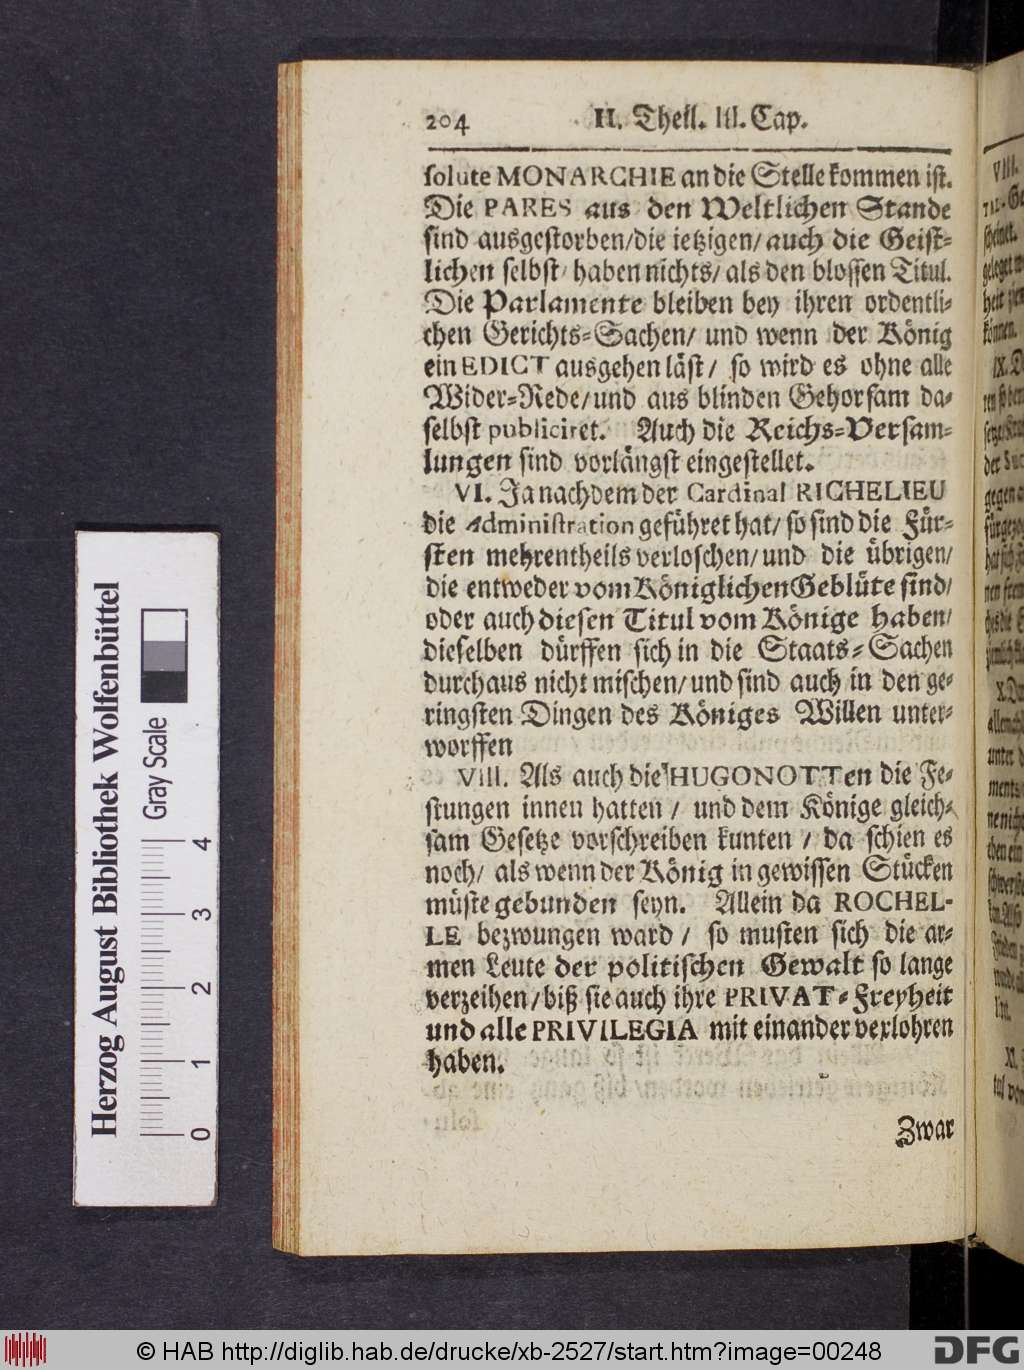 204 II. Theil. III. Cap.
solute MONARCHIE an die Stelle kommen ist.
Die PARES aus den Weltlichen Stande
sind ausgestorben/die ietzigen/auch die Geist-
lichen selbst/ haben nichts/ als den blossen Titul.
Die Parlamente bleiben bey ihren ordentli-
chen Gerichts-Sachen/ und wenn der König
ein EDICT ausgehen läst/ so wird es ohne alle
Wider-Rede/und aus blinden Gehorsam da-
selbst publiciret. Auch die Reichs-Versam-
lungen sind vorlängst eingestellet.
VI. Ja nachdem der Cardinal RICHELIEU
die Administration geführet hat/ so sind die Für-
sten mehrentheils verloschen/und die übrigen/
die entweder vom Königlichen Geblüte sind/
oder auch diesen Titul vom Könige haben/
dieselben dürffen sich in die Staats-Sachen
durchaus nicht mischen/und sind auch in den ge-
ringsten Dingen des Königes Willen unter-
worffen
VIII. Als auch die HUGONOTTen die Fe-
stungen innen hatten / und dem Könige gleich-
sam Gesetze vorschreiben kunten / da schien es
noch/ als wenn der König in gewissen Stücken
müste gebunden seyn. Allein da ROCHEL-
LE bezwungen ward / so musten sich die ar-
men Leute der politischen Gewalt so lange
verzeihen/biß sie auch ihre PRIVAT-Freyheit
und alle PRIVILEGIA mit einander verlohren
haben.
Zwar
Herzog August Bibliothek Wolfenbüttel
Gray Scale
0 1 2 3 4
© HAB http://diglib.hab.de/drucke/xb-2527/start.htm?image=00248
DFG